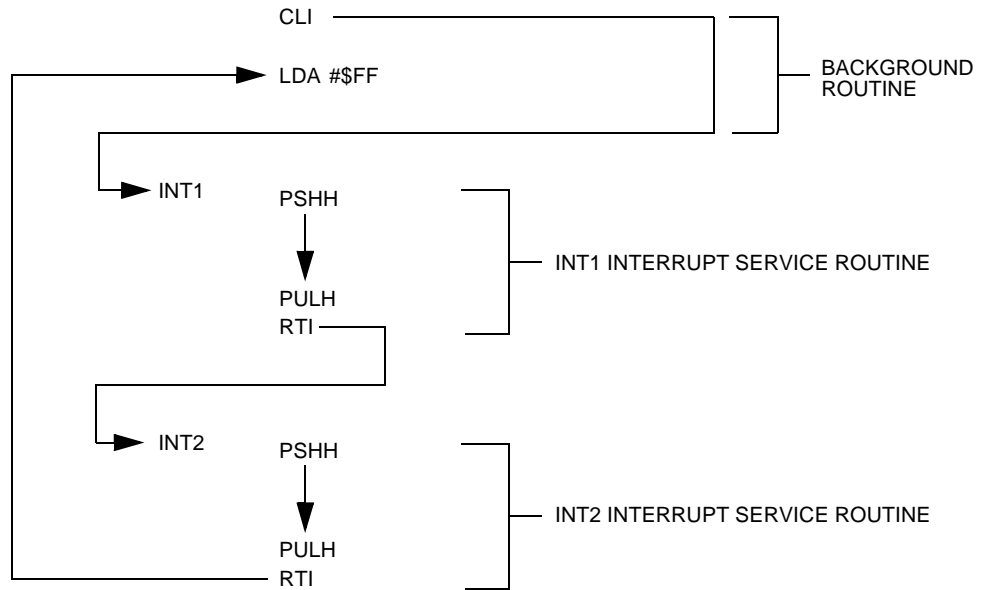 CLI
LDA #$FF
BACKGROUND
ROUTINE
INT1
PSHH
INT1 INTERRUPT SERVICE ROUTINE
PULH
RTI
INT2
PSHH
INT2 INTERRUPT SERVICE ROUTINE
PULH
RTI